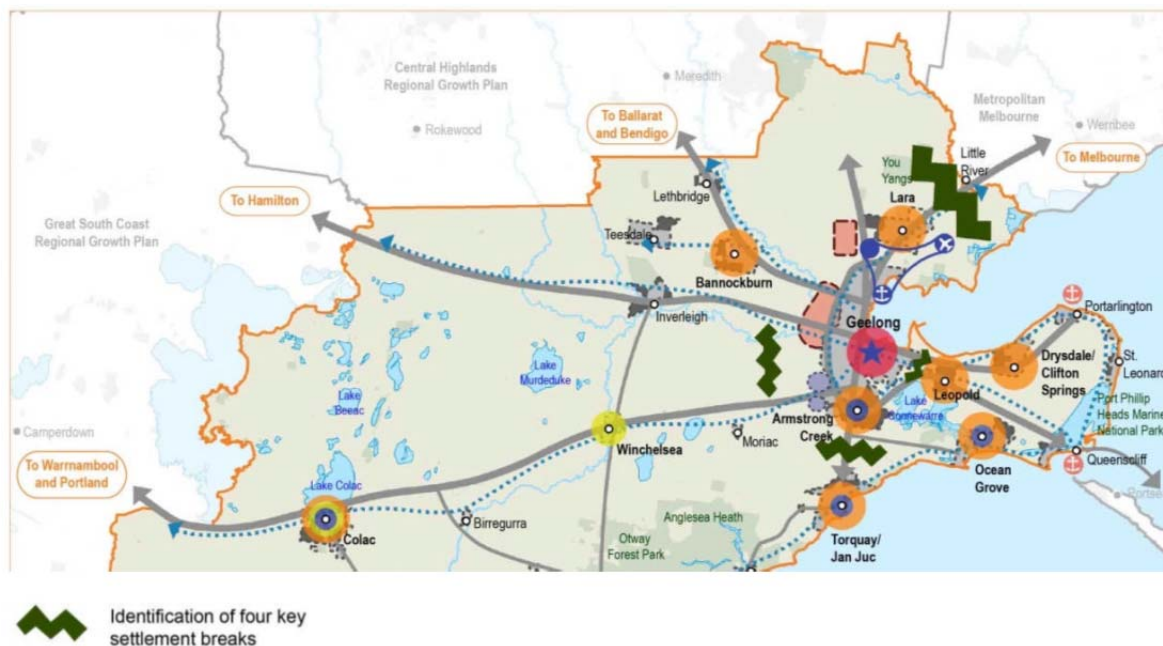 Central Highlands
Regional Growth Plan
Meredith
Rokewood
Metropolitan
Melbourne
Werribee
To Ballarat
and Bendigo
To Melbourne
Little
River
You
Yangs
Lara
Lethbridge
To Hamilton
Great South Coast
Regional Growth Plan
Teesdale
Bannockburn
Inverleigh
Geelong
Portarlington
Drysdale/
Clifton
Springs
St.
Leonard
Lake
Murdeduke
Lake
Beeac
Leopold
Port Phillip
Heads Marine
National Park
Armstrong
Creek
Lake
Connewarre
Camperdown
Winchelsea
Moriac
Ocean
Grove
Queenscliff
To Warrnambool
and Portland
Lake Colac
Portsea
Colac
Birregurra
Anglesea Heath
Otway
Forest Park
Torquay/
Jan Juc
Identification of four key
settlement breaks